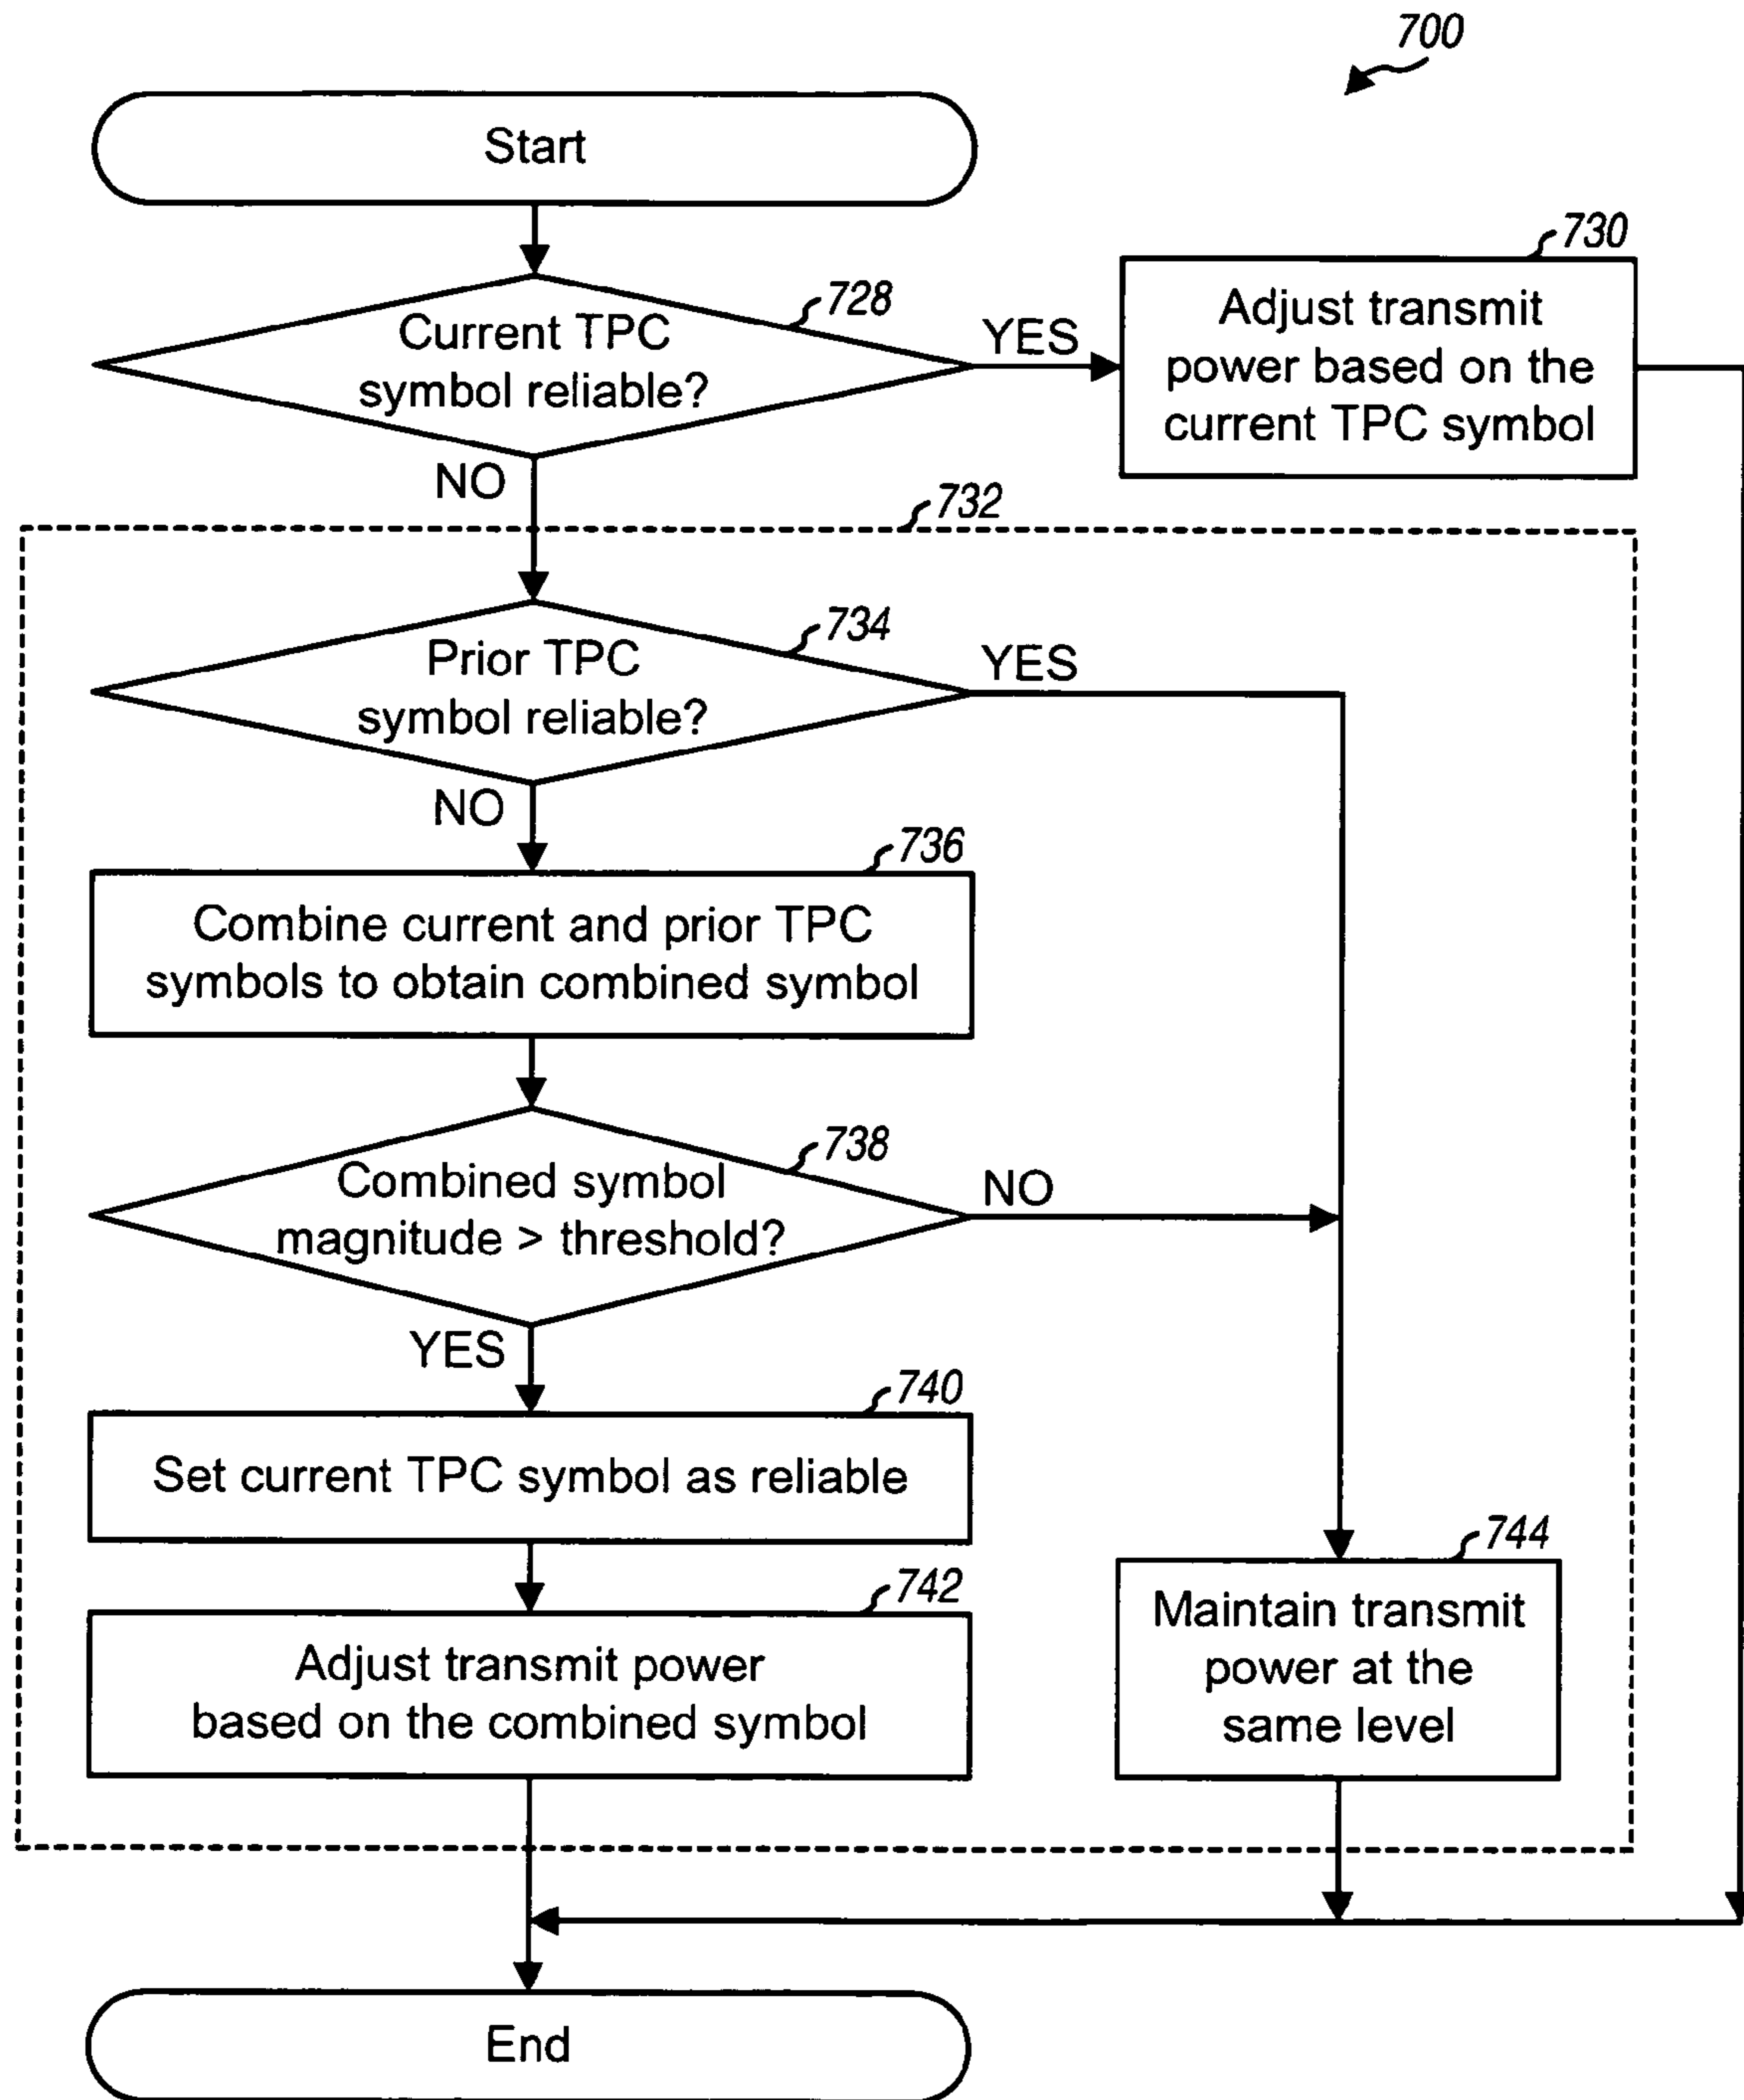 700
Start
728
Current TPC
symbol reliable?
YES
NO
730
Adjust transmit
power based on the
current TPC symbol
732
734
Prior TPC
symbol reliable?
YES
NO
736
Combine current and prior TPC
symbols to obtain combined symbol
738
Combined symbol
magnitude > threshold?
NO
YES
740
Set current TPC symbol as reliable
742
Adjust transmit power
based on the combined symbol
744
Maintain transmit
power at the
same level
End